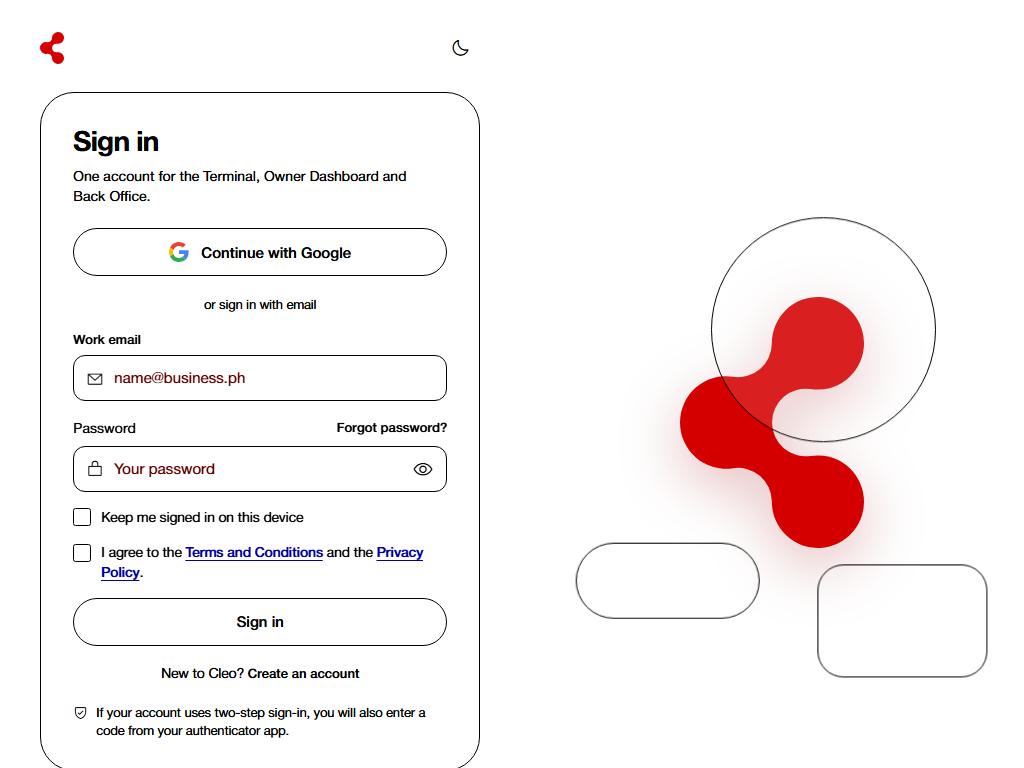 Sign in
One account for the Terminal, Owner Dashboard and
Back Office.
Continue with Google
or sign in with email
Work email
name@business.ph
Password
Forgot password?
Your password
Keep me signed in on this device
I agree to the Terms and Conditions and the Privacy
Policy.
Sign in
New to Cleo? Create an account
If your account uses two-step sign-in, you will also enter a
code from your authenticator app.